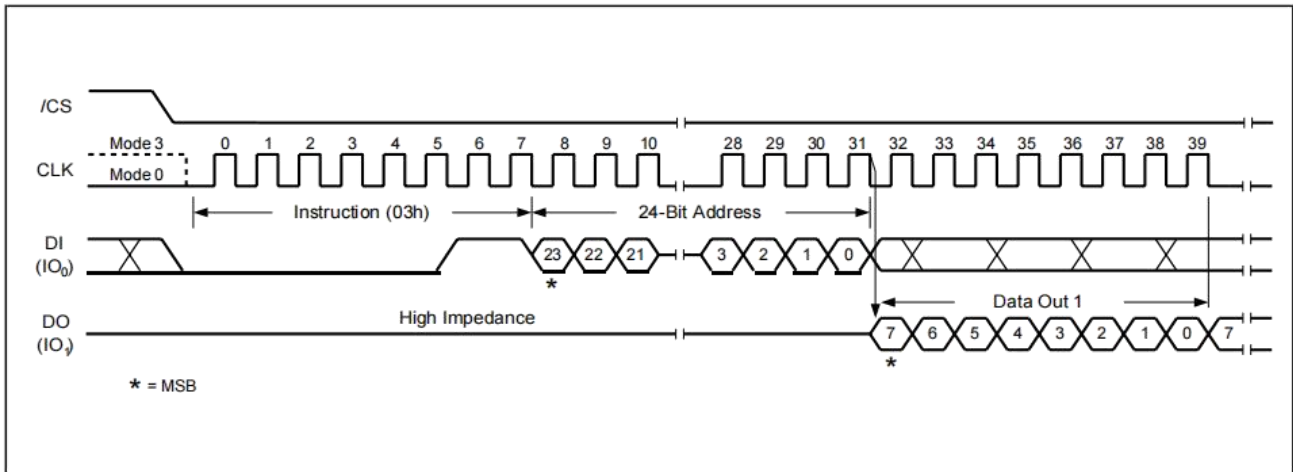 /CS
Mode 3 0 1 2 3 4 5 6 7 8 9 10 28 29 30 31 32 33 34 35 36 37 38 39
CLK
Mode 0
Instruction (03h) 24-Bit Address
DI
(IO₀) 23 22 21 3 2 1 0
*
Data Out 1
High Impedance
DO
(IO₁) 7 6 5 4 3 2 1 0 7
*
* = MSB